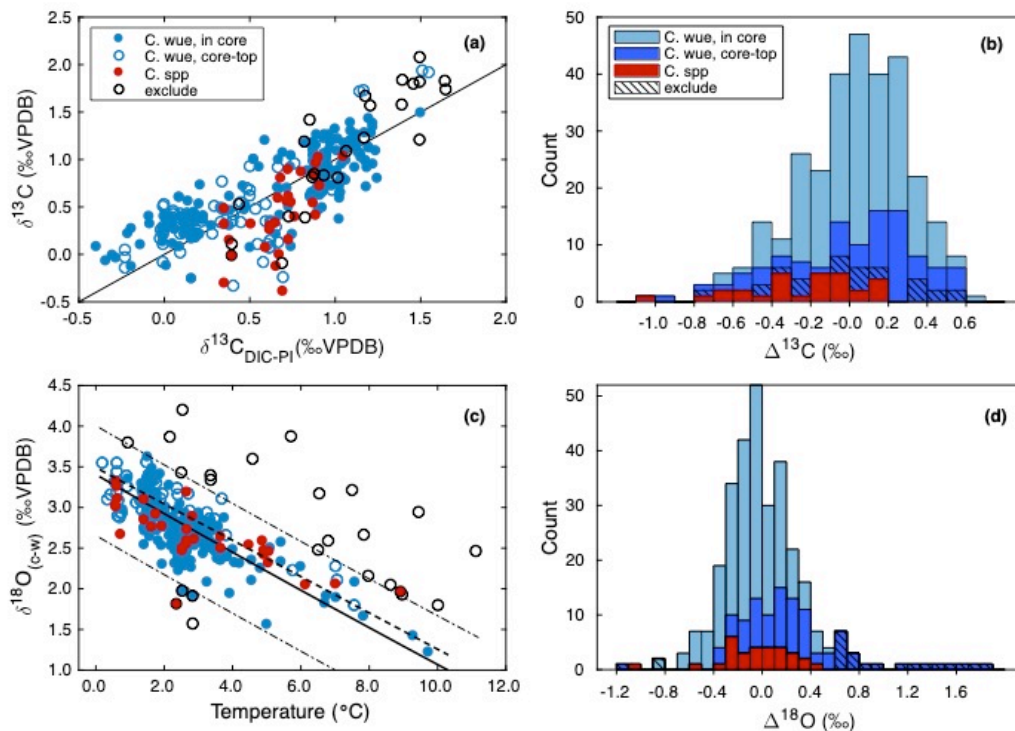 (a)
C. wue, in core
C. wue, core-top
C. spp
exclude
δ13C (‰VPDB)
2.5
2.0
1.5
1.0
0.5
0.0
-0.5
-0.5 0.0 0.5 1.0 1.5 2.0
δ13CDIC-PI(‰VPDB)
(b)
C. wue, in core
C. wue, core-top
C. spp
exclude
Count
50
40
30
20
10
0
-1.0 -0.6 -0.4 -0.0 0.2 0.4 0.6
Δ13C (‰)
(c)
δ18O(c-w) (‰VPDB)
4.5
4.0
3.5
3.0
2.5
2.0
1.5
1.0
0.0 2.0 4.0 6.0 8.0 10.0 12.0
Temperature (°C)
(d)
Count
50
40
30
20
10
0
-1.2 -0.8 -0.4 0.0 0.4 0.8 1.2 1.6
Δ18O (‰)